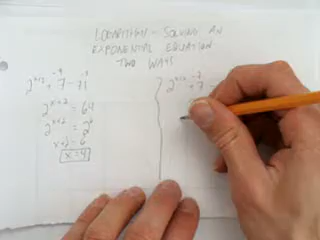 LOGARITHMS - SOLVING AN
EXPONENTIAL EQUATION
TWO WAYS
-7 -7
2^x+2 + 7 = 71
2^x+2 = 64
2^x+2 = 2^6
x+2 = 6
x = 4
-7
2^x+2 + 7